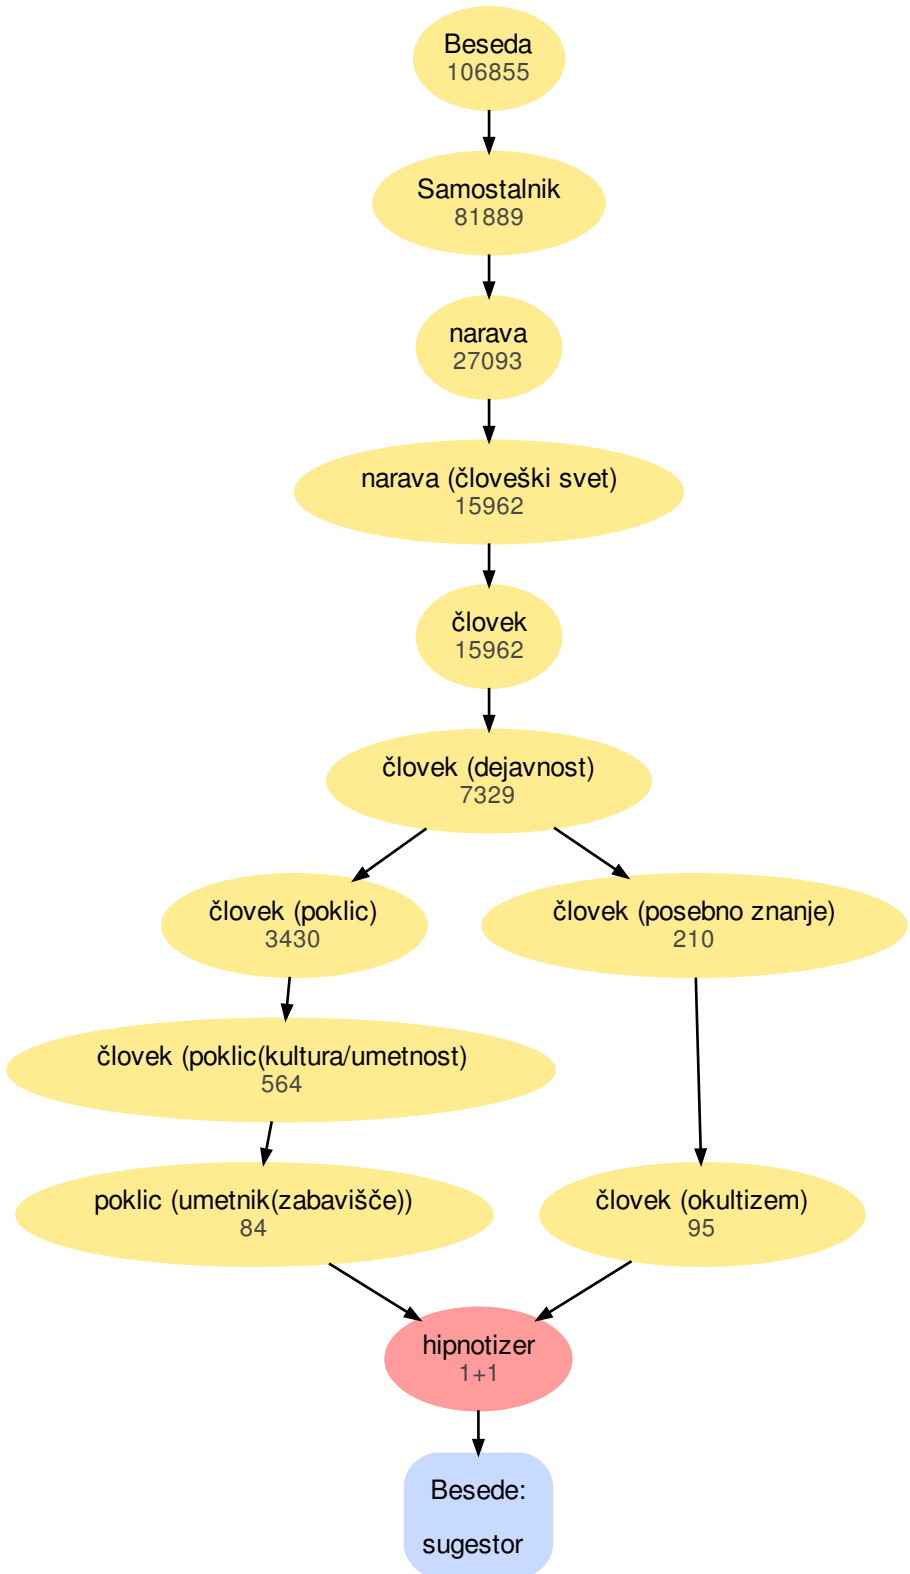 Beseda
106855
Samostalnik
81889
narava
27093
narava (človeški svet)
15962
človek
15962
človek (dejavnost)
7329
človek (poklic)
3430
človek (posebno znanje)
210
človek (poklic(kultura/umetnost)
564
poklic (umetnik(zabavišče))
84
človek (okultizem)
95
hipnotizer
1+1
Besede:
sugestor